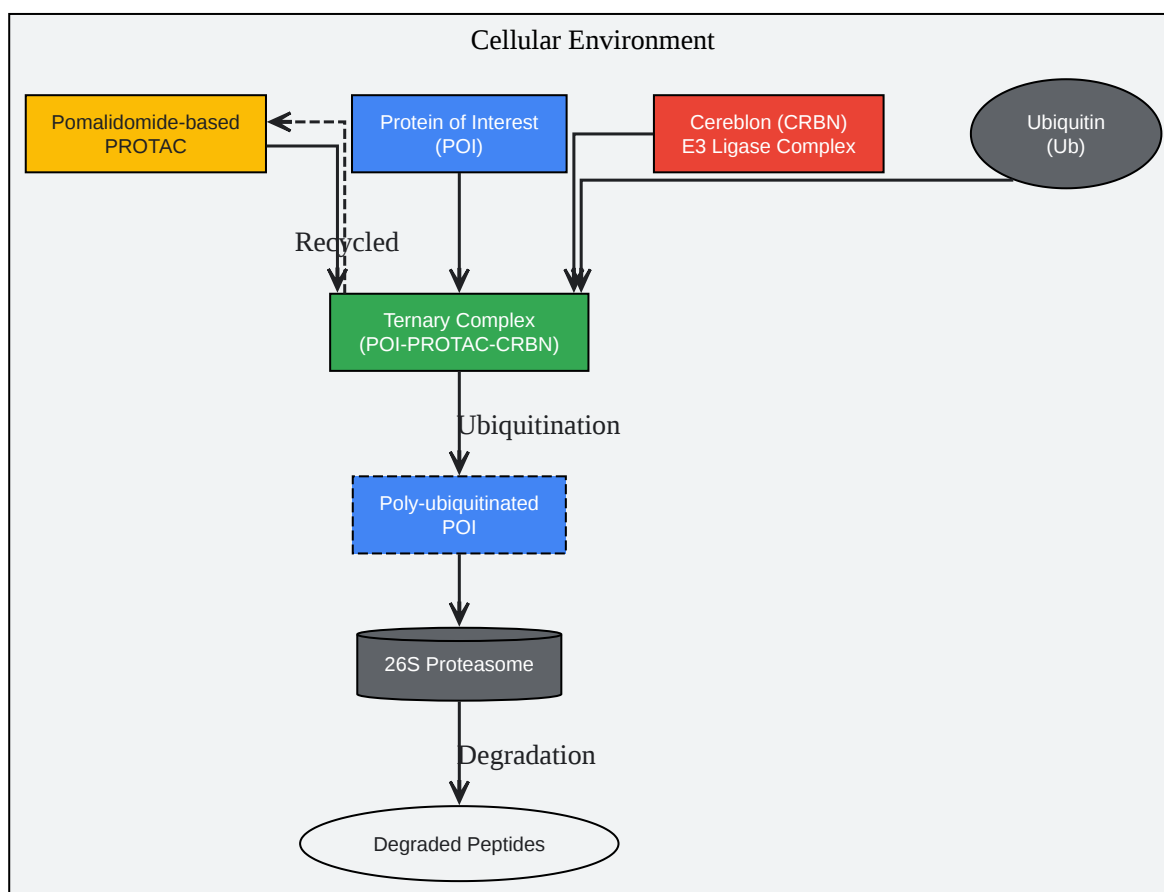 Cellular Environment
Pomalidomide-based
PROTAC
Protein of Interest
(POI)
Cereblon (CRBN)
E3 Ligase Complex
Ubiquitin
(Ub)
Recycled
Ternary Complex
(POI-PROTAC-CRBN)
Ubiquitination
Poly-ubiquitinated
POI
26S Proteasome
Degradation
Degraded Peptides